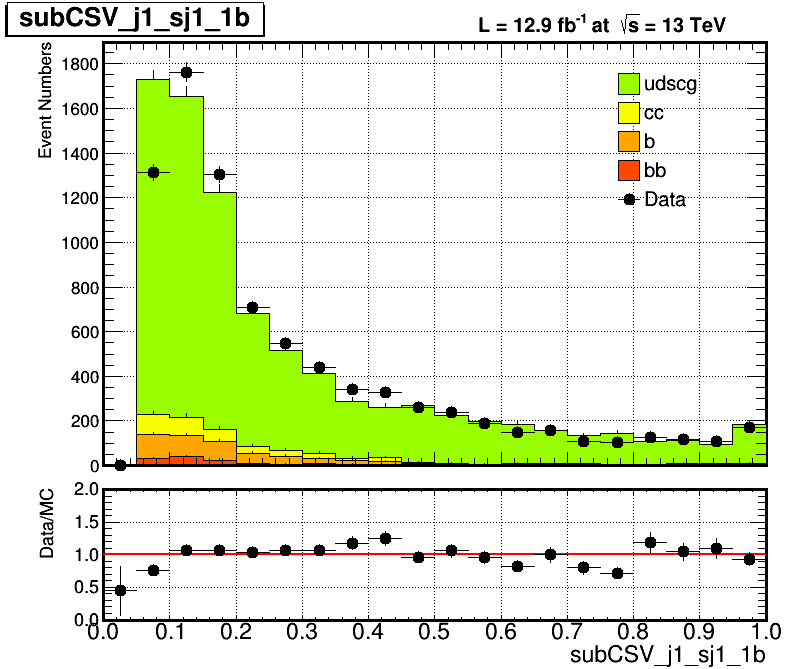 subCSV_j1_sj1_1b
L = 12.9 fb-1 at √s = 13 TeV
Event Numbers
1800
1600
1400
1200
1000
800
600
400
200
0
udscg
cc
b
bb
Data
Data/MC
2.0
1.5
1.0
0.5
0.0
0.0 0.1 0.2 0.3 0.4 0.5 0.6 0.7 0.8 0.9 1.0
subCSV_j1_sj1_1b